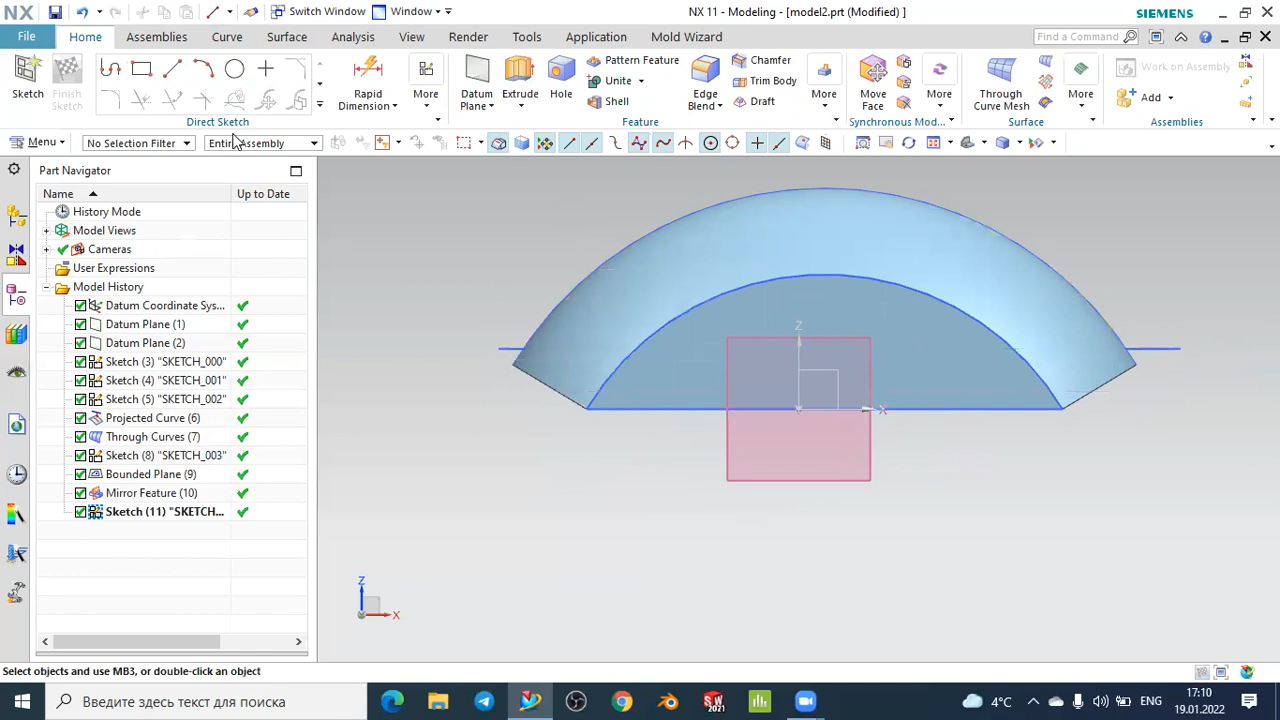 NX
Switch Window
Window
NX 11 - Modeling - [model2.prt (Modified) ]
SIEMENS
File
Home
Assemblies
Curve
Surface
Analysis
View
Render
Tools
Application
Mold Wizard
Find a Command
Sketch
Finish Sketch
Rapid Dimension
More
Direct Sketch
Datum Plane
Extrude
Hole
Pattern Feature
Unite
Shell
Edge Blend
Chamfer
Trim Body
Draft
More
Feature
Move Face
More
Synchronous Mod...
Through Curve Mesh
More
Surface
Work on Assembly
Add
Assemblies
Menu
No Selection Filter
Entire Assembly
Part Navigator
Name
Up to Date
History Mode
Model Views
Cameras
User Expressions
Model History
Datum Coordinate Sys...
Datum Plane (1)
Datum Plane (2)
Sketch (3) "SKETCH_000"
Sketch (4) "SKETCH_001"
Sketch (5) "SKETCH_002"
Projected Curve (6)
Through Curves (7)
Sketch (8) "SKETCH_003"
Bounded Plane (9)
Mirror Feature (10)
Sketch (11) "SKETCH...
Z
X
Z
X
Select objects and use MB3, or double-click an object
Введите здесь текст для поиска
SW
2021
4°C
ENG
17:10
19.01.2022